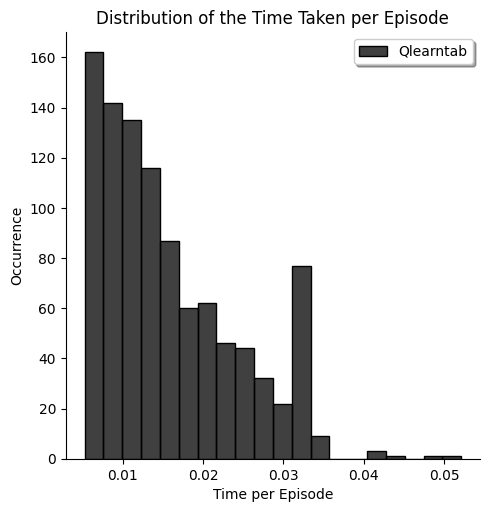 Distribution of the Time Taken per Episode
Qlearntab
160
140
120
100
80
60
40
20
0
Occurrence
0.01 0.02 0.03 0.04 0.05
Time per Episode